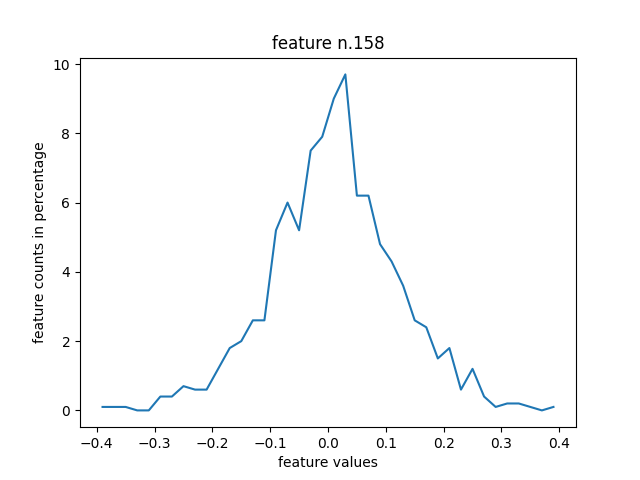 feature n.158
10
8
6
4
2
0
feature counts in percentage
−0.4 −0.3 −0.2 −0.1 0.0 0.1 0.2 0.3 0.4
feature values